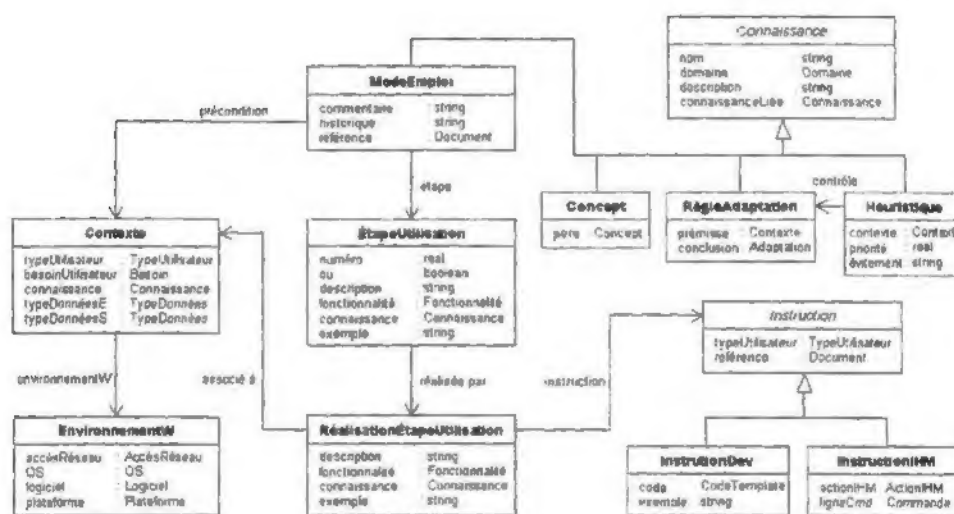 Connaissance
nom : string
domaine : Domaine
description : string
connaissanceLiée : Connaissance
ModeEmploi
commentaire : string
historique : string
référence : Document
précondition
étape
contrôle
Concept
père : Concept
RègleAdaptation
prémisse : Contexte
conclusion : Adaptation
Heuristique
contexte : Context
priorité : real
évitement : string
Contexte
typeUtilisateur : TypeUtilisateur
besoinUtilisateur : Besoin
connaissance : Connaissance
typeDonnéesE : TypeDonnées
typeDonnéesS : TypeDonnées
ÉtapeUtilisation
numéro : real
ou : boolean
description : string
fonctionnalité : Fonctionnalité
connaissance : Connaissance
exemple : string
Instruction
typeUtilisateur : TypeUtilisateur
référence : Document
environnementW
associé à
réalisée par
instruction
EnvironnementW
accèsRéseau : AccèsRéseau
OS : OS
logiciel : Logiciel
plateforme : Plateforme
RéalisationÉtapeUtilisation
description : string
fonctionnalité : Fonctionnalité
connaissance : Connaissance
exemple : string
InstrutionDev
code : CodeTemplate
exemple : string
InstructionIHM
actionIHM : ActionIHM
ligneCmd : Commande